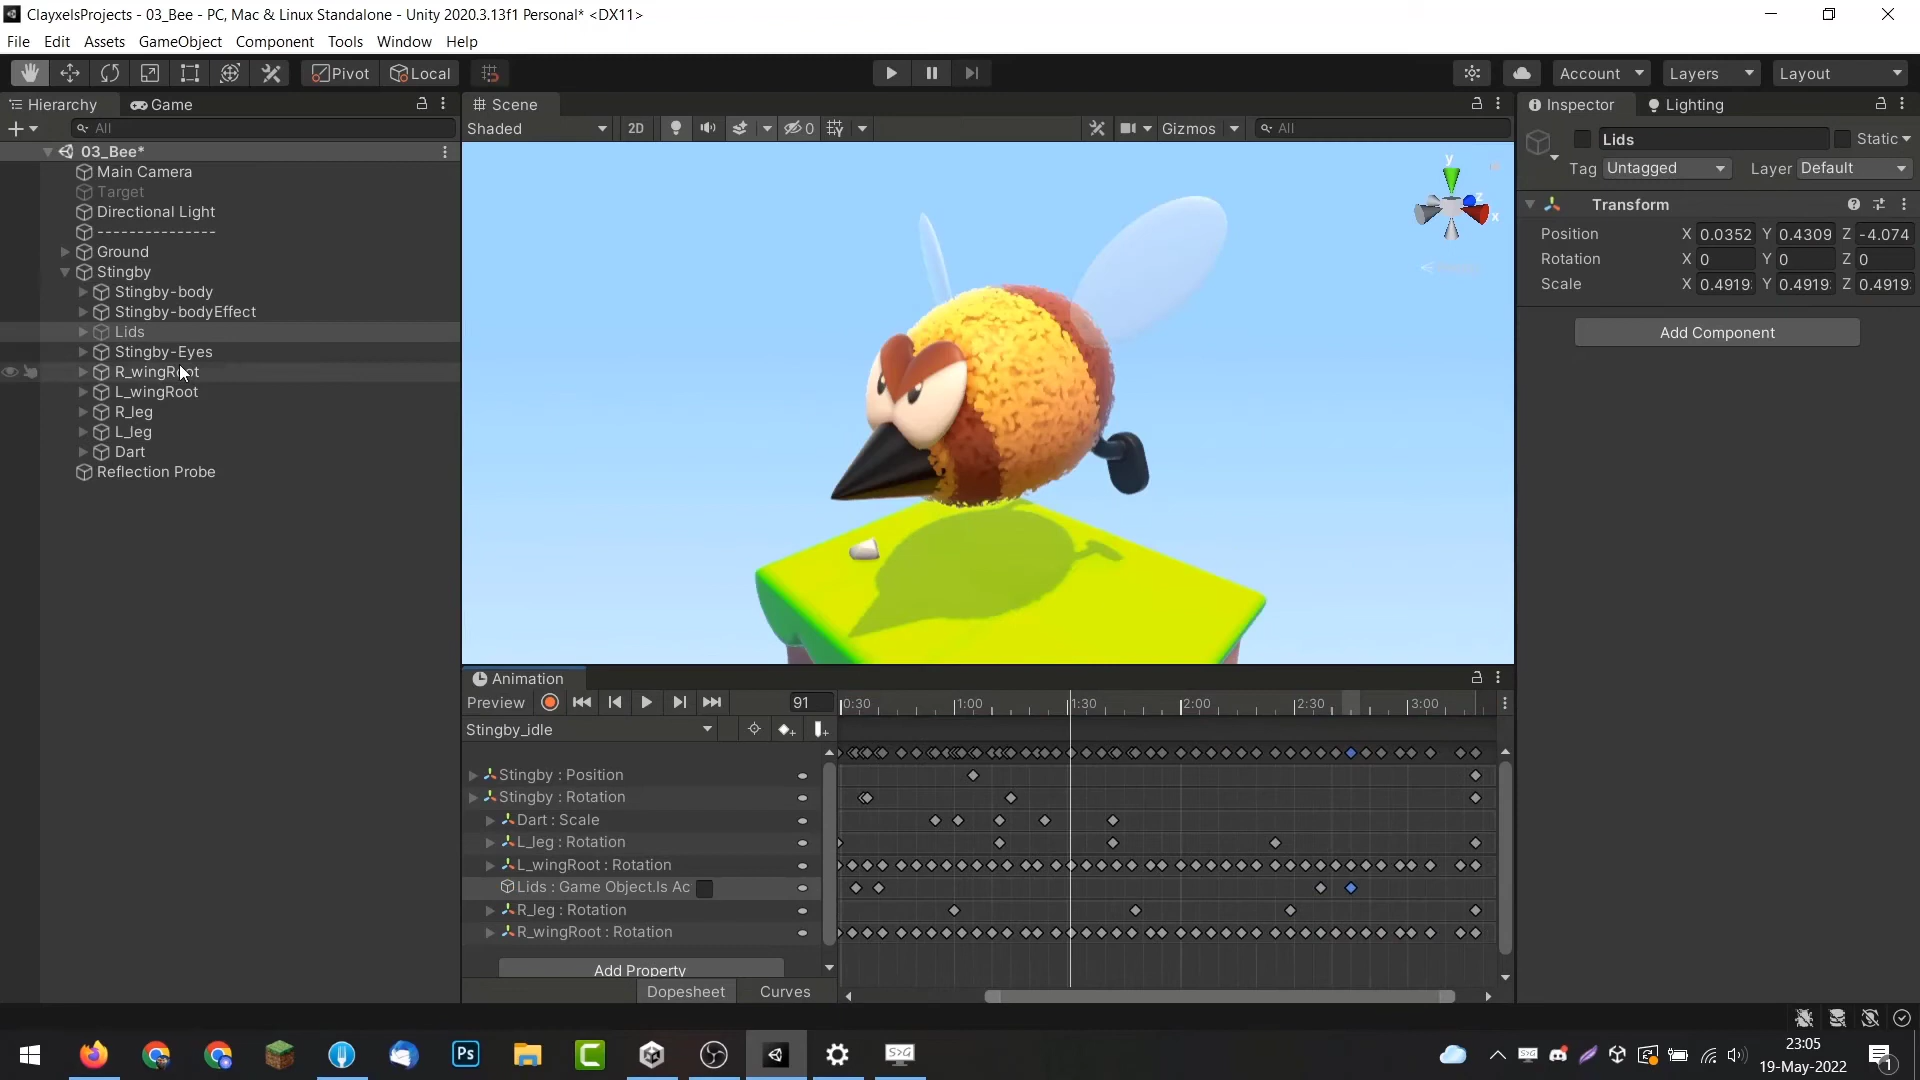 ClayxelsProjects - 03_Bee - PC, Mac & Linux Standalone - Unity 2020.3.13f1 Personal* <DX11>
File Edit Assets GameObject Component Tools Window Help
Pivot Local Account Layers Layout
Hierarchy Game
All
03_Bee*
Main Camera
Target
Directional Light
---------------
Ground
Stingby
Stingby-body
Stingby-bodyEffect
Lids
Stingby-Eyes
R_wingRoot
L_wingRoot
R_leg
L_leg
Dart
Reflection Probe
Scene
Shaded 2D 0 Gizmos All
y z x
Inspector Lighting
Lids Static
Tag Untagged Layer Default
Transform
Position X 0.0352 Y 0.4309 Z -4.074
Rotation X 0 Y 0 Z 0
Scale X 0.4919 Y 0.4919 Z 0.4919
Add Component
Animation
Preview 91 0:30 1:00 1:30 2:00 2:30 3:00
Stingby_idle
Stingby : Position
Stingby : Rotation
Dart : Scale
L_leg : Rotation
L_wingRoot : Rotation
Lids : Game Object.Is Ac
R_leg : Rotation
R_wingRoot : Rotation
Add Property
Dopesheet Curves
Ps
S>G
23:05
19-May-2022
1